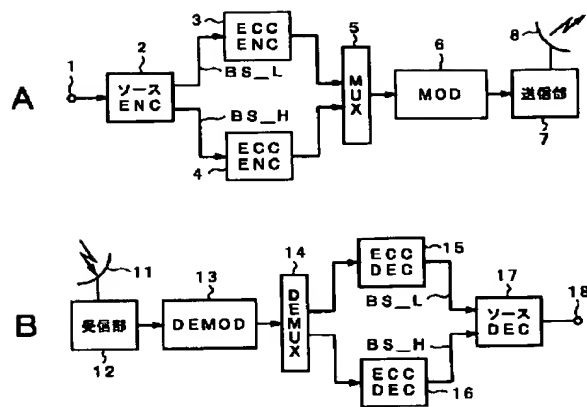 A
1
2
ソース
ENC
3
ECC
ENC
BS_L
BS_H
ECC
ENC
4
5
MUX
6
MOD
8
送信部
7
B
11
受信部
12
13
DEMOD
14
DEMUX
ECC
DEC
15
BS_L
BS_H
ECC
DEC
16
17
ソース
DEC
18